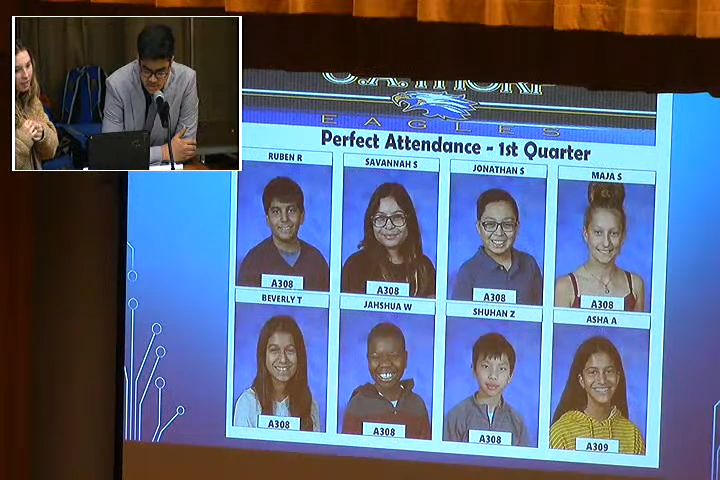 O.A. THORP
EAGLES
Perfect Attendance - 1st Quarter
RUBEN R SAVANNAH S JONATHAN S MAJA S
A308 A308 A308 A308
BEVERLY T JAHSHUA W SHUHAN Z ASHA A
A308 A308 A308 A309